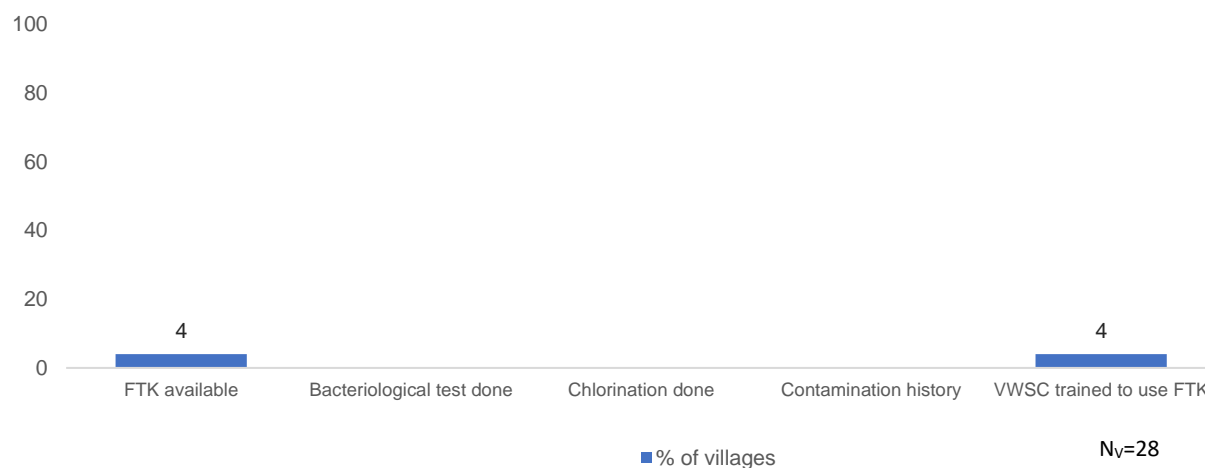 100
80
60
40
20
0
4
4
FTK available
Bacteriological test done
Chlorination done
Contamination history
VWSC trained to use FTK
% of villages
NV=28